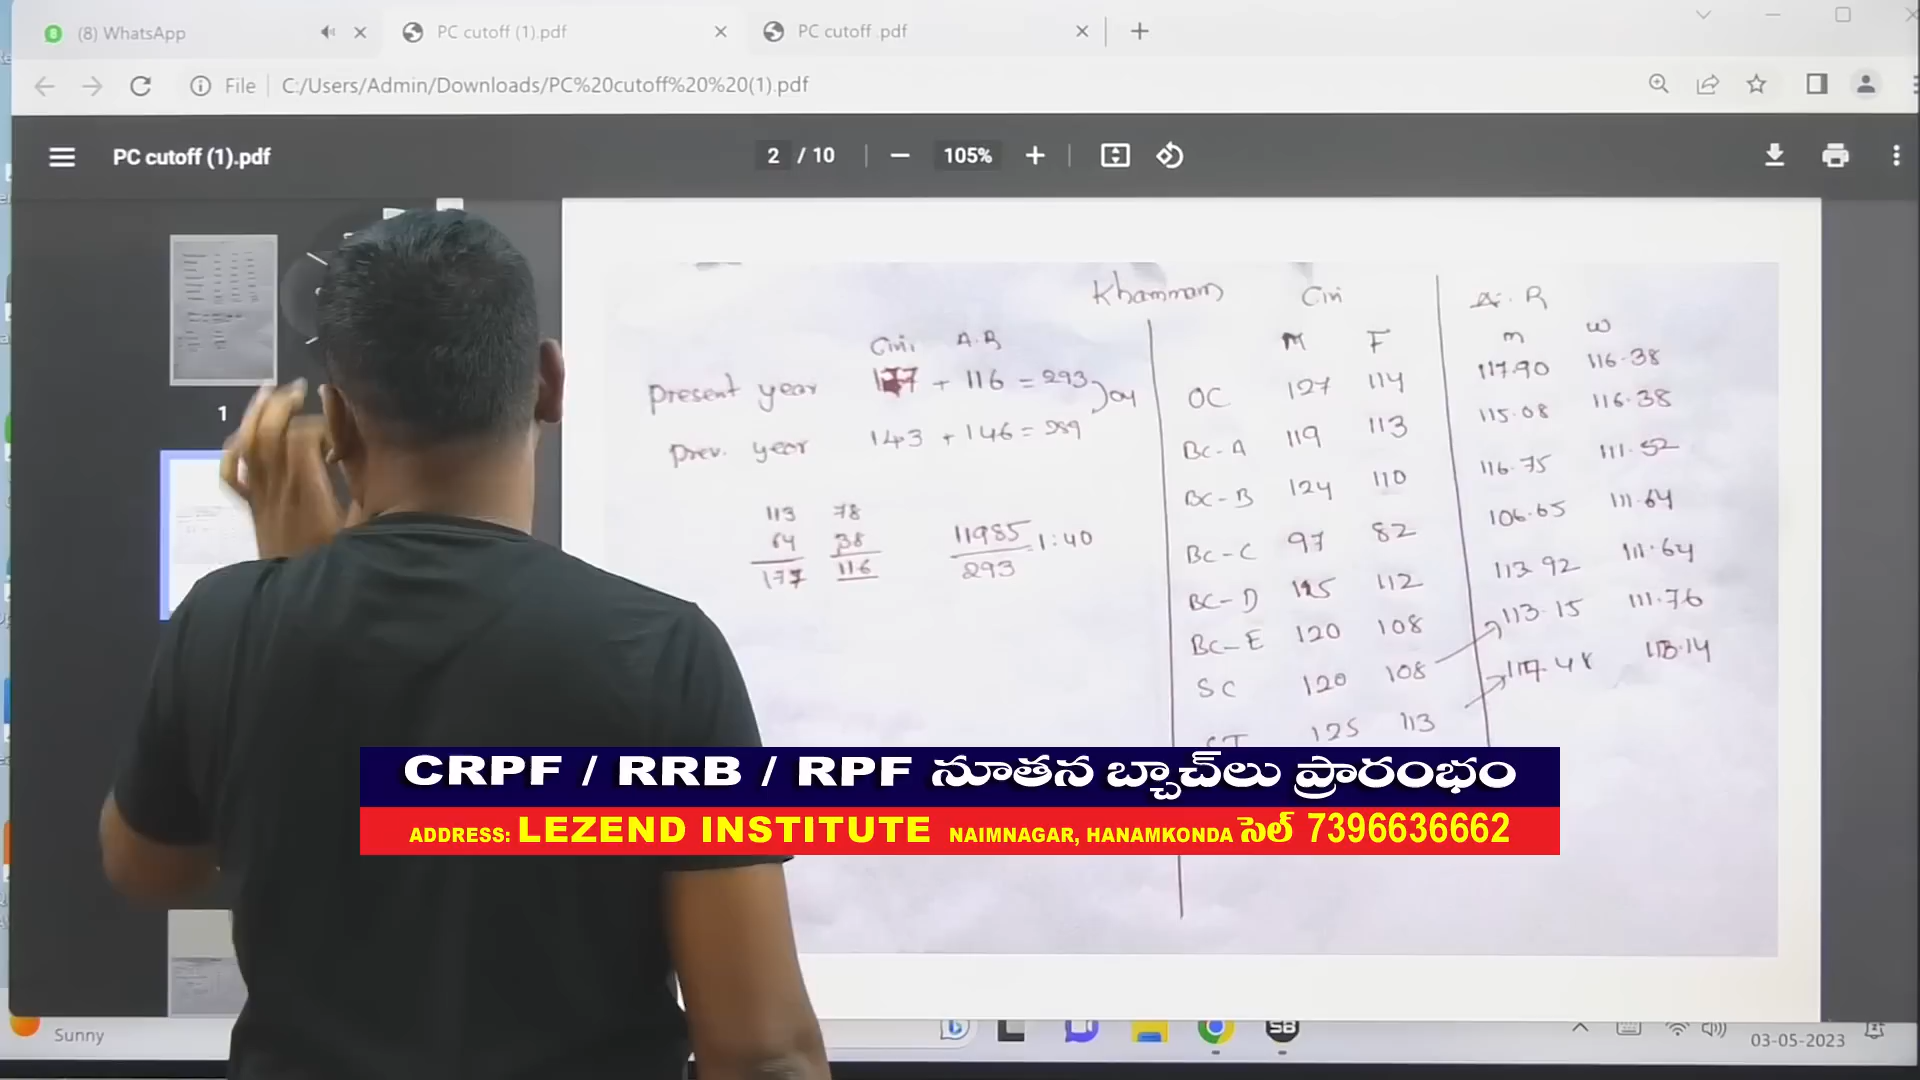 (8) WhatsApp
PC cutoff (1).pdf
PC cutoff .pdf
File
C:/Users/Admin/Downloads/PC%20cutoff%20%20(1).pdf
PC cutoff (1).pdf
2 / 10
105%
1
Khammam
Civi A.R
Present year 177 + 116 = 293
Prev. year 143 + 146 = 289
113 78
64 38
177 116
11985
293
1:40
Civi A.R
M F m w
OC 127 114 117.90 116.38
BC-A 119 113 115.08 116.38
BC-B 124 110 116.75 111.52
BC-C 97 82 106.65 111.64
BC-D 125 112 113.92 111.64
BC-E 120 108 113.15 111.76
SC 120 108 117.48 113.14
ST 125 113
CRPF / RRB / RPF నూతన బ్యాచ్‌లు ప్రారంభం
ADDRESS: LEZEND INSTITUTE NAIMNAGAR, HANAMKONDA సెల్ 7396636662
Sunny
SB
03-05-2023